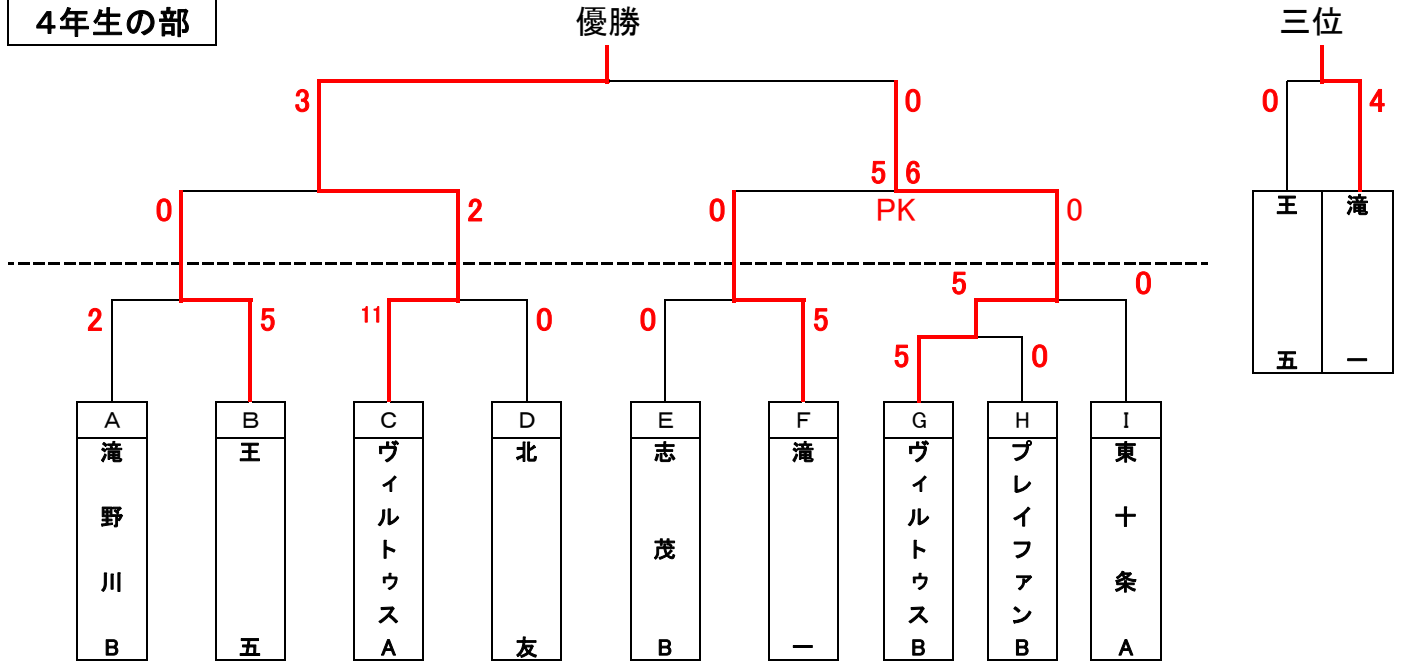 ４年生の部
優勝
三位
3
0
0
4
5 6
0
2
0
PK
0
王五
滝一
5
0
2
5
11
0
0
5
5
0
A
B
C
D
E
F
G
H
I
滝野川B
王五
ヴィルトゥスA
北友
志茂B
滝一
ヴィルトゥスB
プレイファンB
東十条A